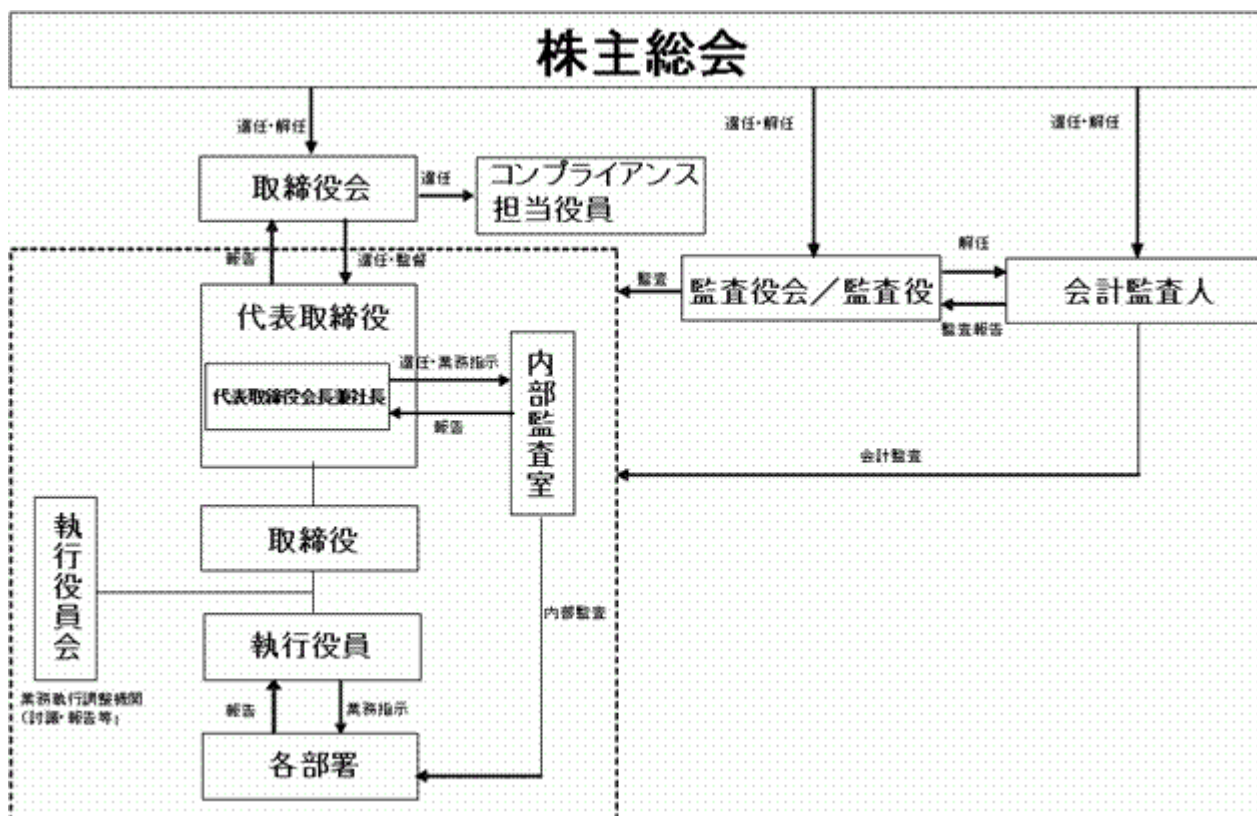 株主総会
選任・解任
選任・解任
選任・解任
取締役会
選任
コンプライアンス
担当役員
報告
選任・監督
解任
監査
監査役会／監査役
会計監査人
監査報告
代表取締役
選任・業務指示
代表取締役会長兼社長
報告
内部監査室
会計監査
取締役
執行役員会
内部監査
執行役員
業務執行調整機関
（討議・報告等）
報告
業務指示
各部署